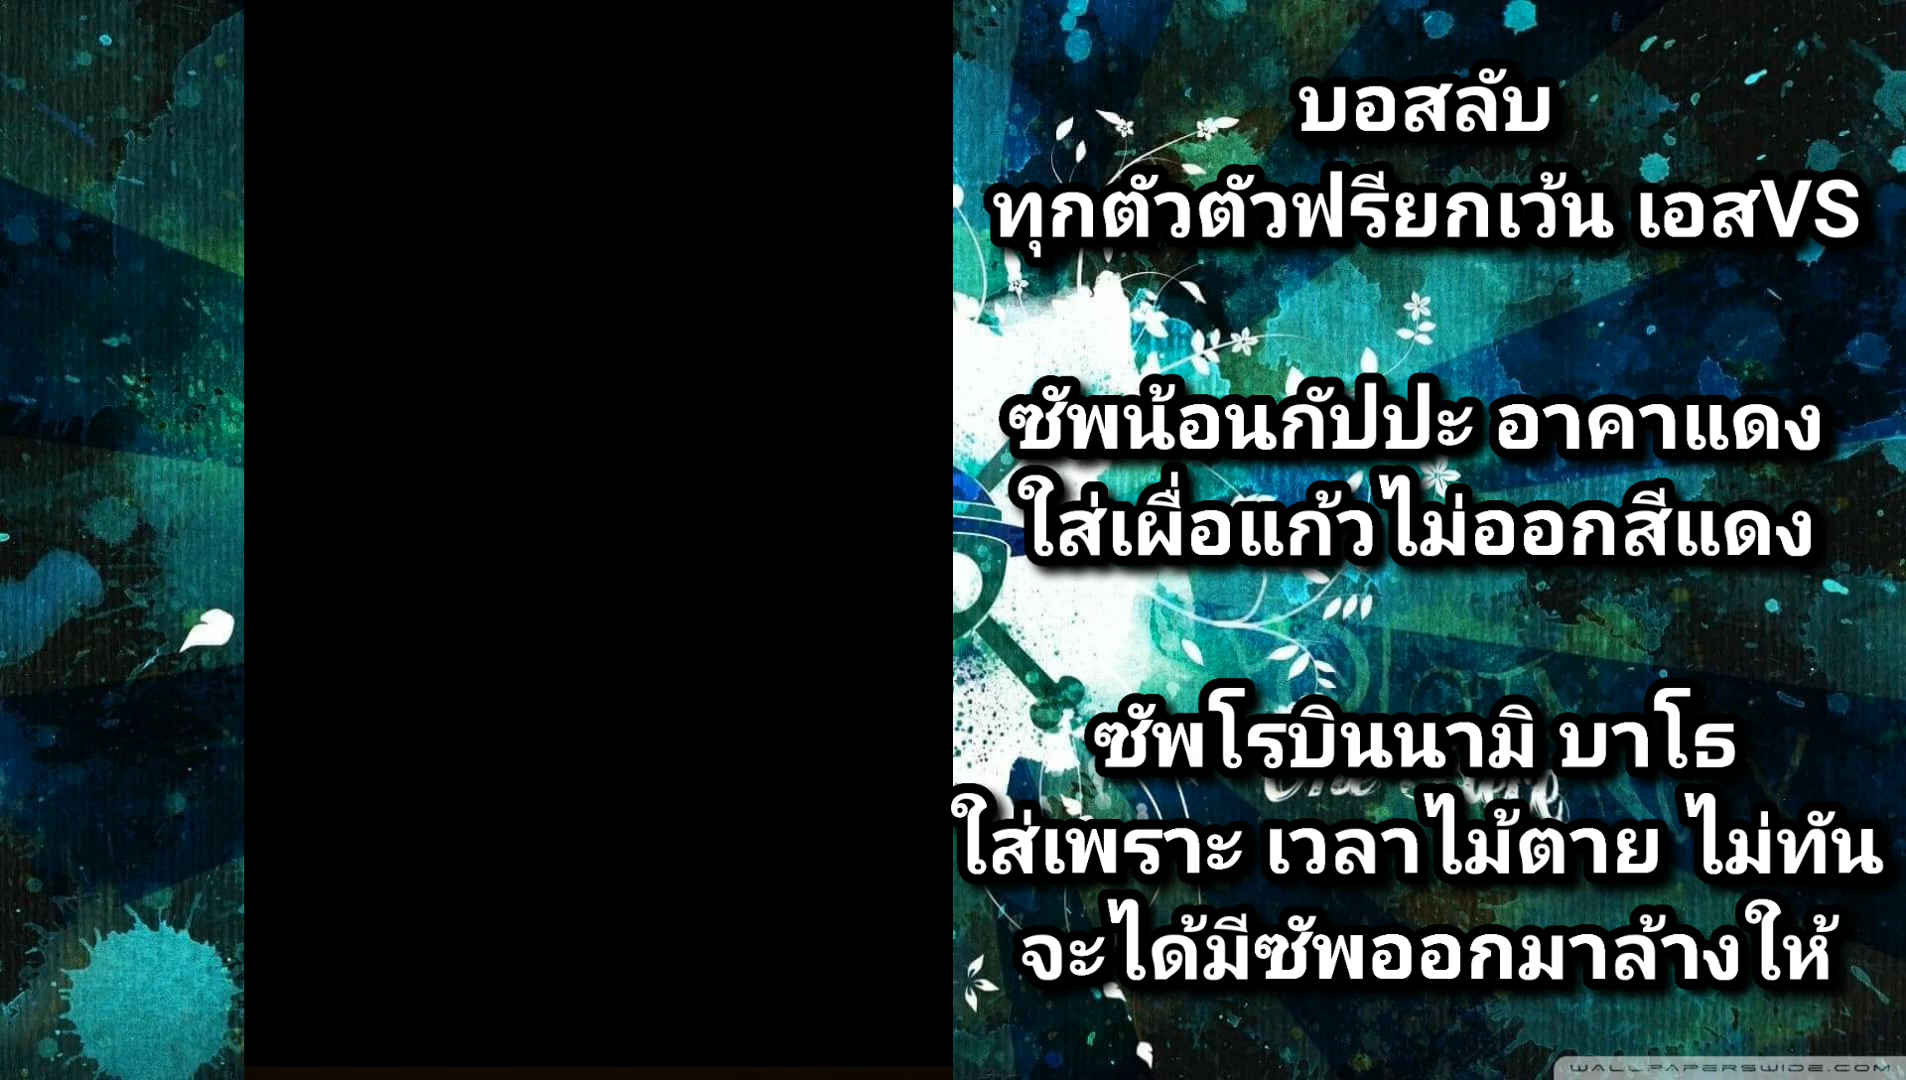 บอสลับ
ทุกตัวตัวฟรียกเว้น เอสVS
ซัพน้อนกัปปะ อาคาแดง
ใส่เผื่อแก้วไม่ออกสีแดง
ซัพโรบินนามิ บาโธ
ใส่เพราะ เวลาไม้ตาย ไม่ทัน
จะได้มีซัพออกมาล้างให้
WALLPAPERSWIDE.COM